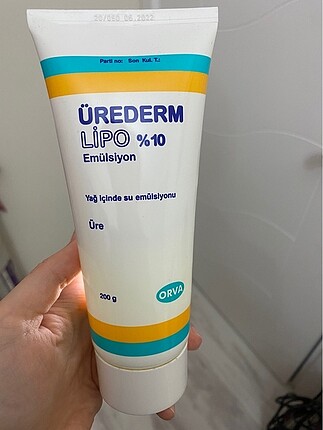 Parti no: Son Kul. T.:
ÜREDERM
LİPO %10
Emülsiyon
Yağ içinde su emülsiyonu
Üre
200 g
ORVA